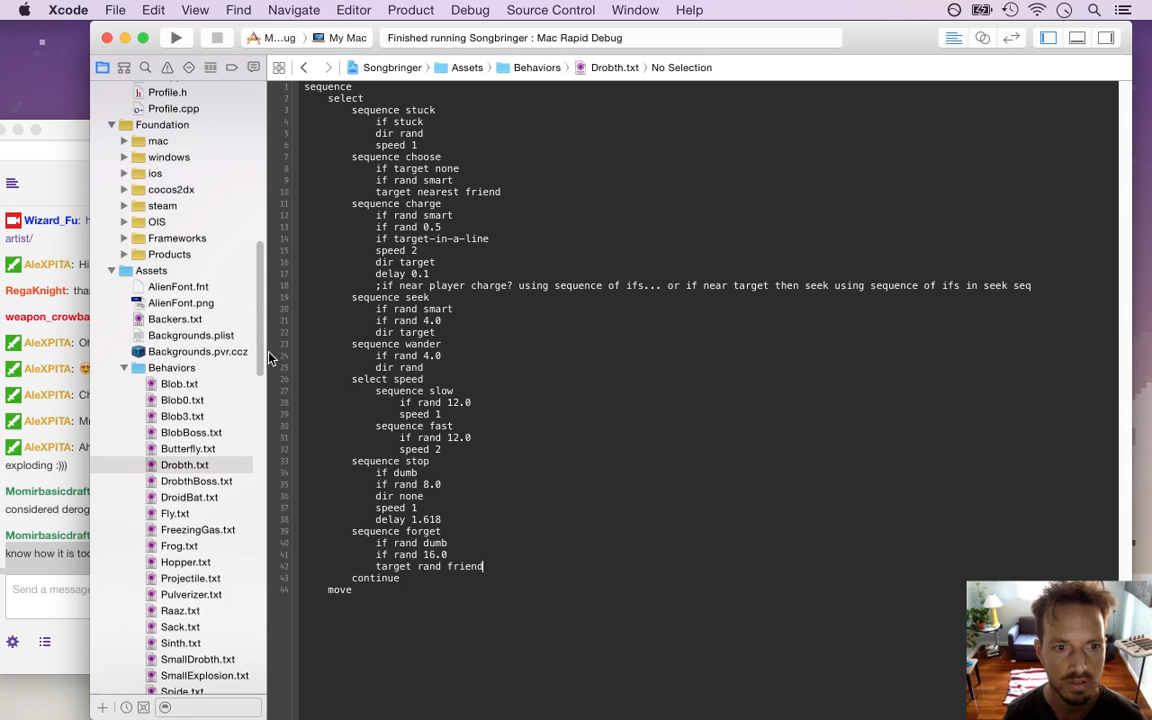 Xcode File Edit View Find Navigate Editor Product Debug Source Control Window Help
M...ug My Mac Finished running Songbringer : Mac Rapid Debug
Songbringer Assets Behaviors Drobth.txt No Selection
Wizard_Fu:
artist/
AleXPITA: Hi
RegaKnight:
weapon_crowba
AleXPITA:
AleXPITA:
AleXPITA:
AleXPITA:
AleXPITA: Ah
exploding :)))
Momirbasicdraft
considered derog
Momirbasicdraft
know how it is too
Send a message
Profile.h
Profile.cpp
Foundation
mac
windows
ios
cocos2dx
steam
OIS
Frameworks
Products
Assets
AlienFont.fnt
AlienFont.png
Backers.txt
Backgrounds.plist
Backgrounds.pvr.ccz
Behaviors
Blob.txt
Blob0.txt
Blob3.txt
BlobBoss.txt
Butterfly.txt
Drobth.txt
DrobthBoss.txt
DroidBat.txt
Fly.txt
FreezingGas.txt
Frog.txt
Hopper.txt
Projectile.txt
Pulverizer.txt
Raaz.txt
Sack.txt
Sinth.txt
SmallDrobth.txt
SmallExplosion.txt
Spide.txt
1 sequence
2 select
3 sequence stuck
4 if stuck
5 dir rand
6 speed 1
7 sequence choose
8 if target none
9 if rand smart
10 target nearest friend
11 sequence charge
12 if rand smart
13 if rand 0.5
14 if target-in-a-line
15 speed 2
16 dir target
17 delay 0.1
18 ;if near player charge? using sequence of ifs... or if near target then seek using sequence of ifs in seek seq
19 sequence seek
20 if rand smart
21 if rand 4.0
22 dir target
23 sequence wander
24 if rand 4.0
25 dir rand
26 select speed
27 sequence slow
28 if rand 12.0
29 speed 1
30 sequence fast
31 if rand 12.0
32 speed 2
33 sequence stop
34 if dumb
35 if rand 8.0
36 dir none
37 speed 1
38 delay 1.618
39 sequence forget
40 if rand dumb
41 if rand 16.0
42 target rand friend
43 continue
44 move